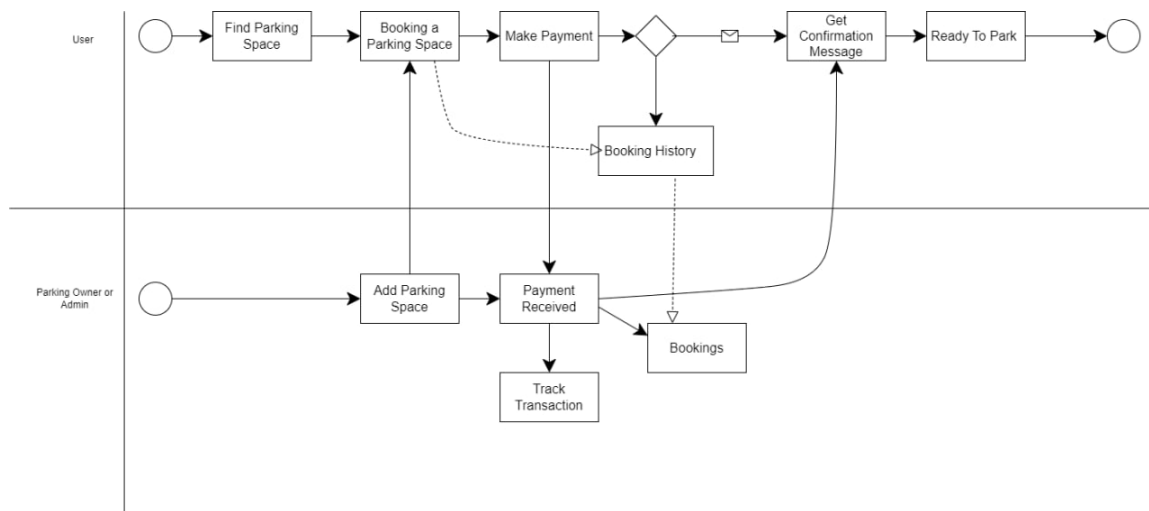 User
Find Parking
Space
Booking a
Parking Space
Make Payment
Get
Confirmation
Message
Ready To Park
Booking History
Parking Owner or
Admin
Add Parking
Space
Payment
Received
Bookings
Track
Transaction